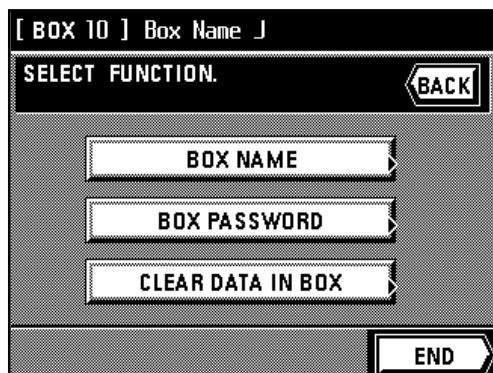 [ BOX 10 ] Box Name J
SELECT FUNCTION.
BACK
BOX NAME
BOX PASSWORD
CLEAR DATA IN BOX
END